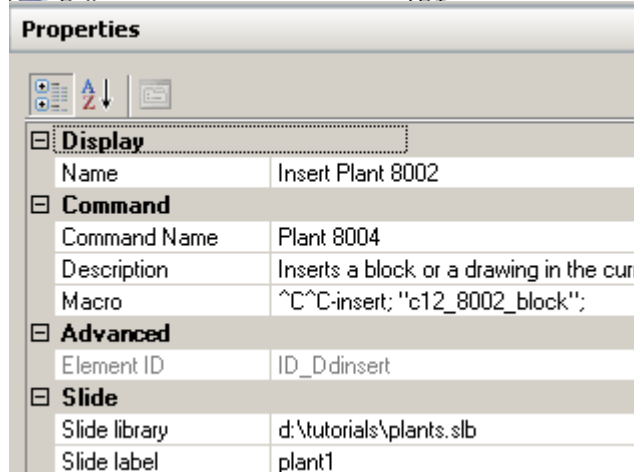 Properties
Display
Name Insert Plant 8002
Command
Command Name Plant 8004
Description Inserts a block or a drawing in the cur
Macro ^C^C-insert; "c12_8002_block";
Advanced
Element ID ID_Ddinsert
Slide
Slide library d:\tutorials\plants.slb
Slide label plant1